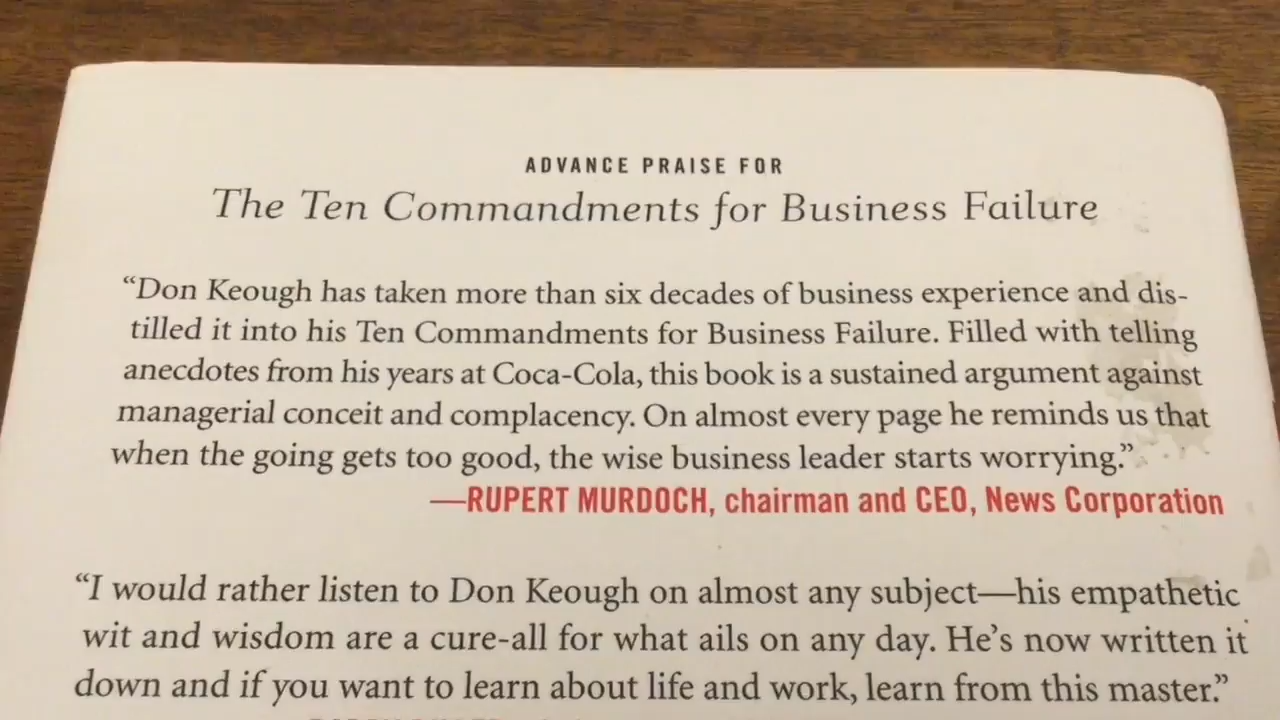 ADVANCE PRAISE FOR
The Ten Commandments for Business Failure
“Don Keough has taken more than six decades of business experience and dis-
tilled it into his Ten Commandments for Business Failure. Filled with telling
anecdotes from his years at Coca-Cola, this book is a sustained argument against
managerial conceit and complacency. On almost every page he reminds us that
when the going gets too good, the wise business leader starts worrying.”
—RUPERT MURDOCH, chairman and CEO, News Corporation
“I would rather listen to Don Keough on almost any subject—his empathetic
wit and wisdom are a cure-all for what ails on any day. He’s now written it
down and if you want to learn about life and work, learn from this master.”